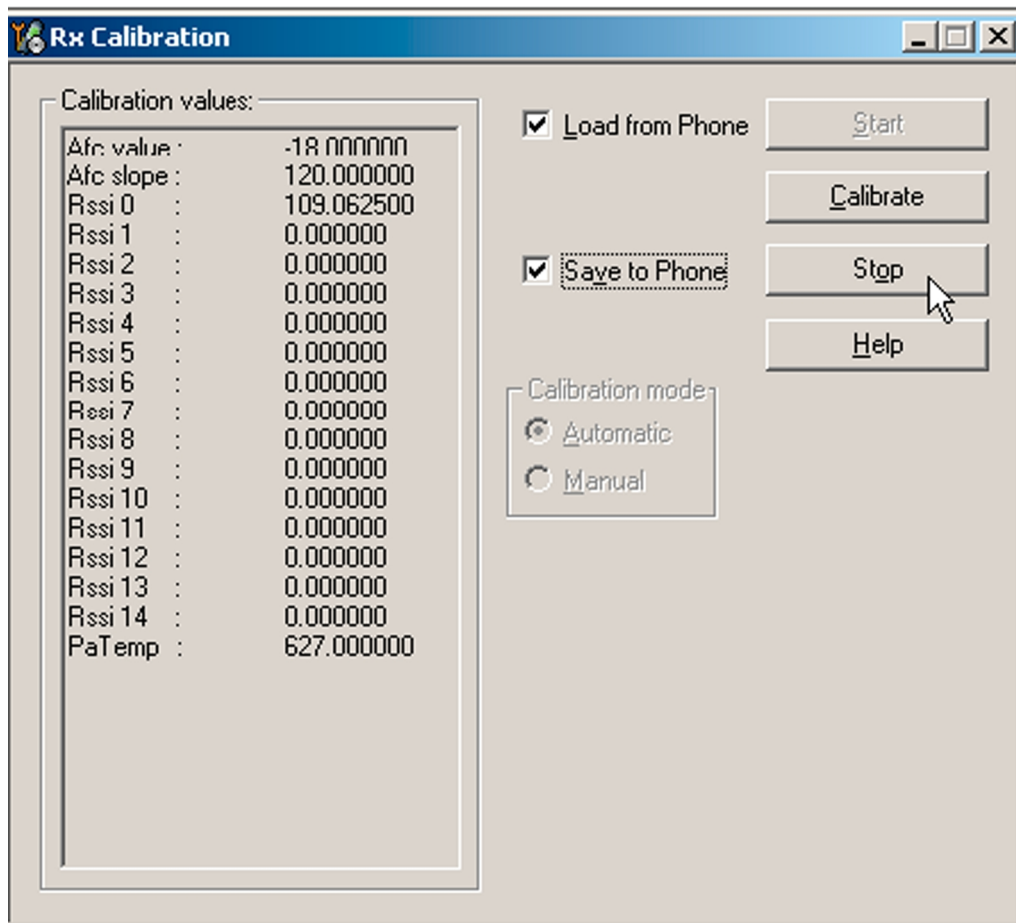 Rx Calibration
Calibration values:
Afc value : -18.000000
Afc slope : 120.000000
Rssi 0 : 109.062500
Rssi 1 : 0.000000
Rssi 2 : 0.000000
Rssi 3 : 0.000000
Rssi 4 : 0.000000
Rssi 5 : 0.000000
Rssi 6 : 0.000000
Rssi 7 : 0.000000
Rssi 8 : 0.000000
Rssi 9 : 0.000000
Rssi 10 : 0.000000
Rssi 11 : 0.000000
Rssi 12 : 0.000000
Rssi 13 : 0.000000
Rssi 14 : 0.000000
PaTemp : 627.000000
Load from Phone
Start
Calibrate
Save to Phone
Stop
Help
Calibration mode
Automatic
Manual